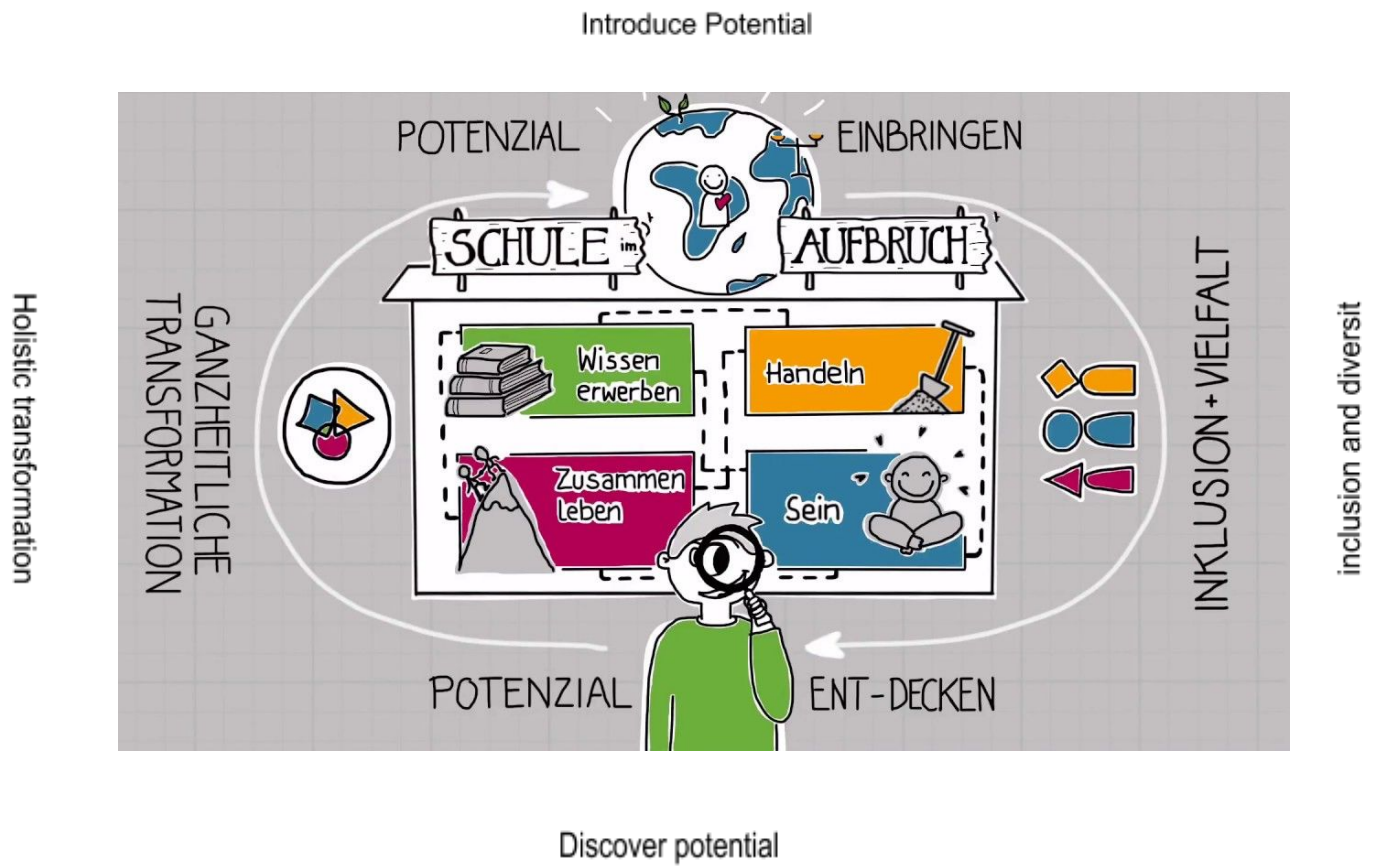 Introduce Potential
POTENZIAL EINBRINGEN
SCHULE im AUFBRUCH
Holistic transformation
GANZHEITLICHE
TRANSFORMATION
Wissen
erwerben
Handeln
Zusammen
leben
Sein
INKLUSION + VIELFALT
inclusion and diversit
POTENZIAL ENT-DECKEN
Discover potential